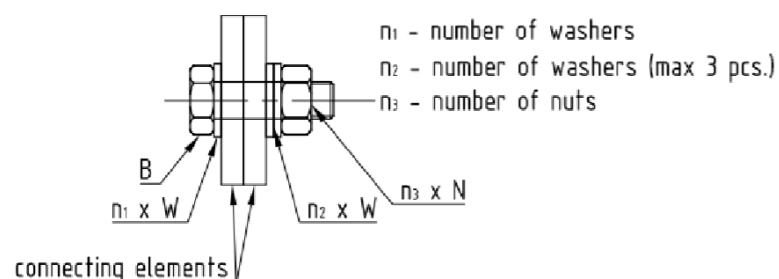 n₁ - number of washers
n₂ - number of washers (max 3 pcs.)
n₃ - number of nuts
B
n₁ x W
n₂ x W
n₃ x N
connecting elements